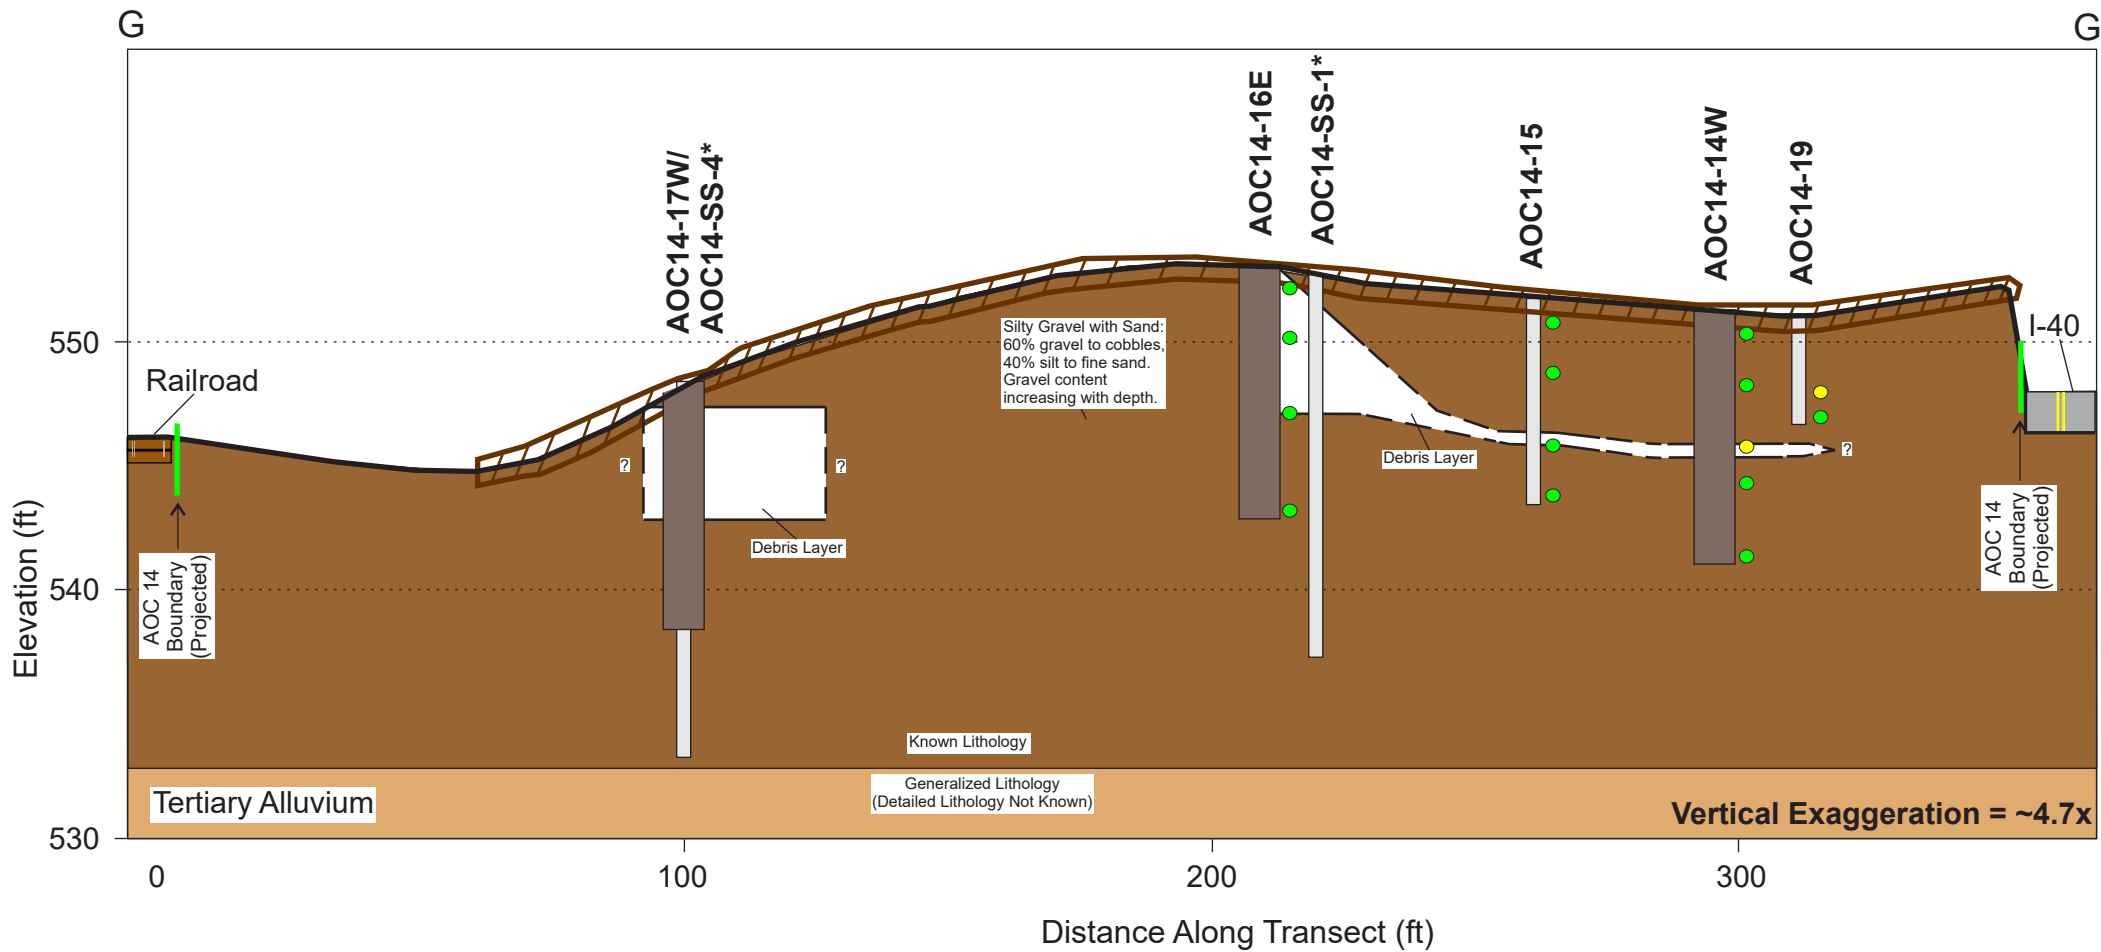 G
G
AOC14-17W/
AOC14-SS-4*
AOC14-16E
AOC14-SS-1*
AOC14-15
AOC14-14W
AOC14-19
550
540
530
Elevation (ft)
Railroad
I-40
Silty Gravel with Sand:
60% gravel to cobbles,
40% silt to fine sand.
Gravel content
increasing with depth.
?
?
?
Debris Layer
Debris Layer
AOC 14
Boundary
(Projected)
AOC 14
Boundary
(Projected)
Known Lithology
Generalized Lithology
(Detailed Lithology Not Known)
Tertiary Alluvium
Vertical Exaggeration = ~4.7x
0
100
200
300
Distance Along Transect (ft)